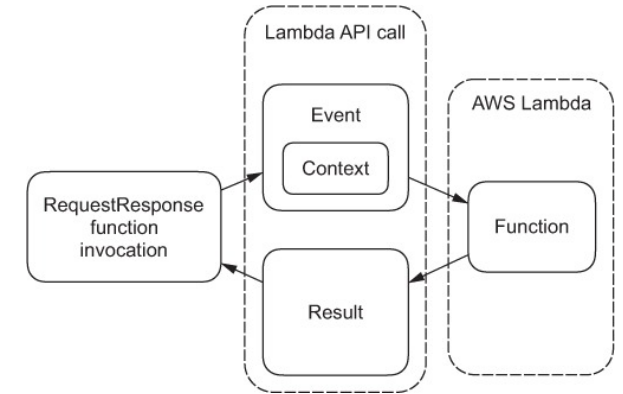 Lambda API call
Event
Context
AWS Lambda
RequestResponse
function
invocation
Function
Result